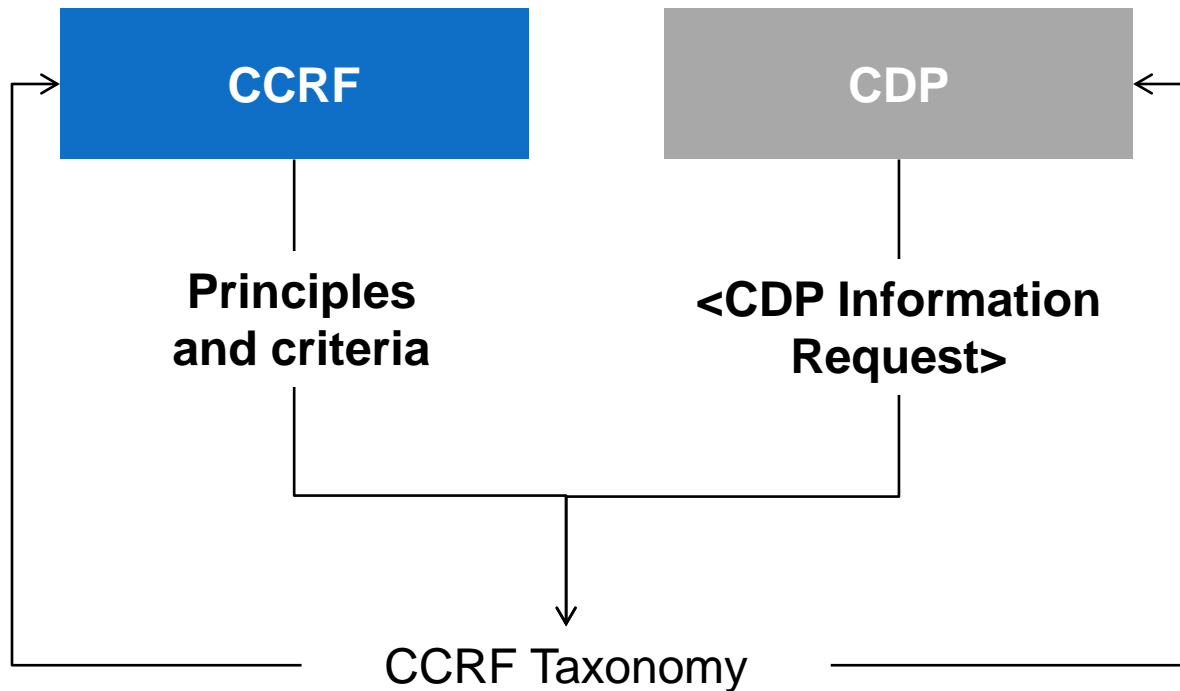 CCRF
CDP
Principles
and criteria
<CDP Information
Request>
CCRF Taxonomy